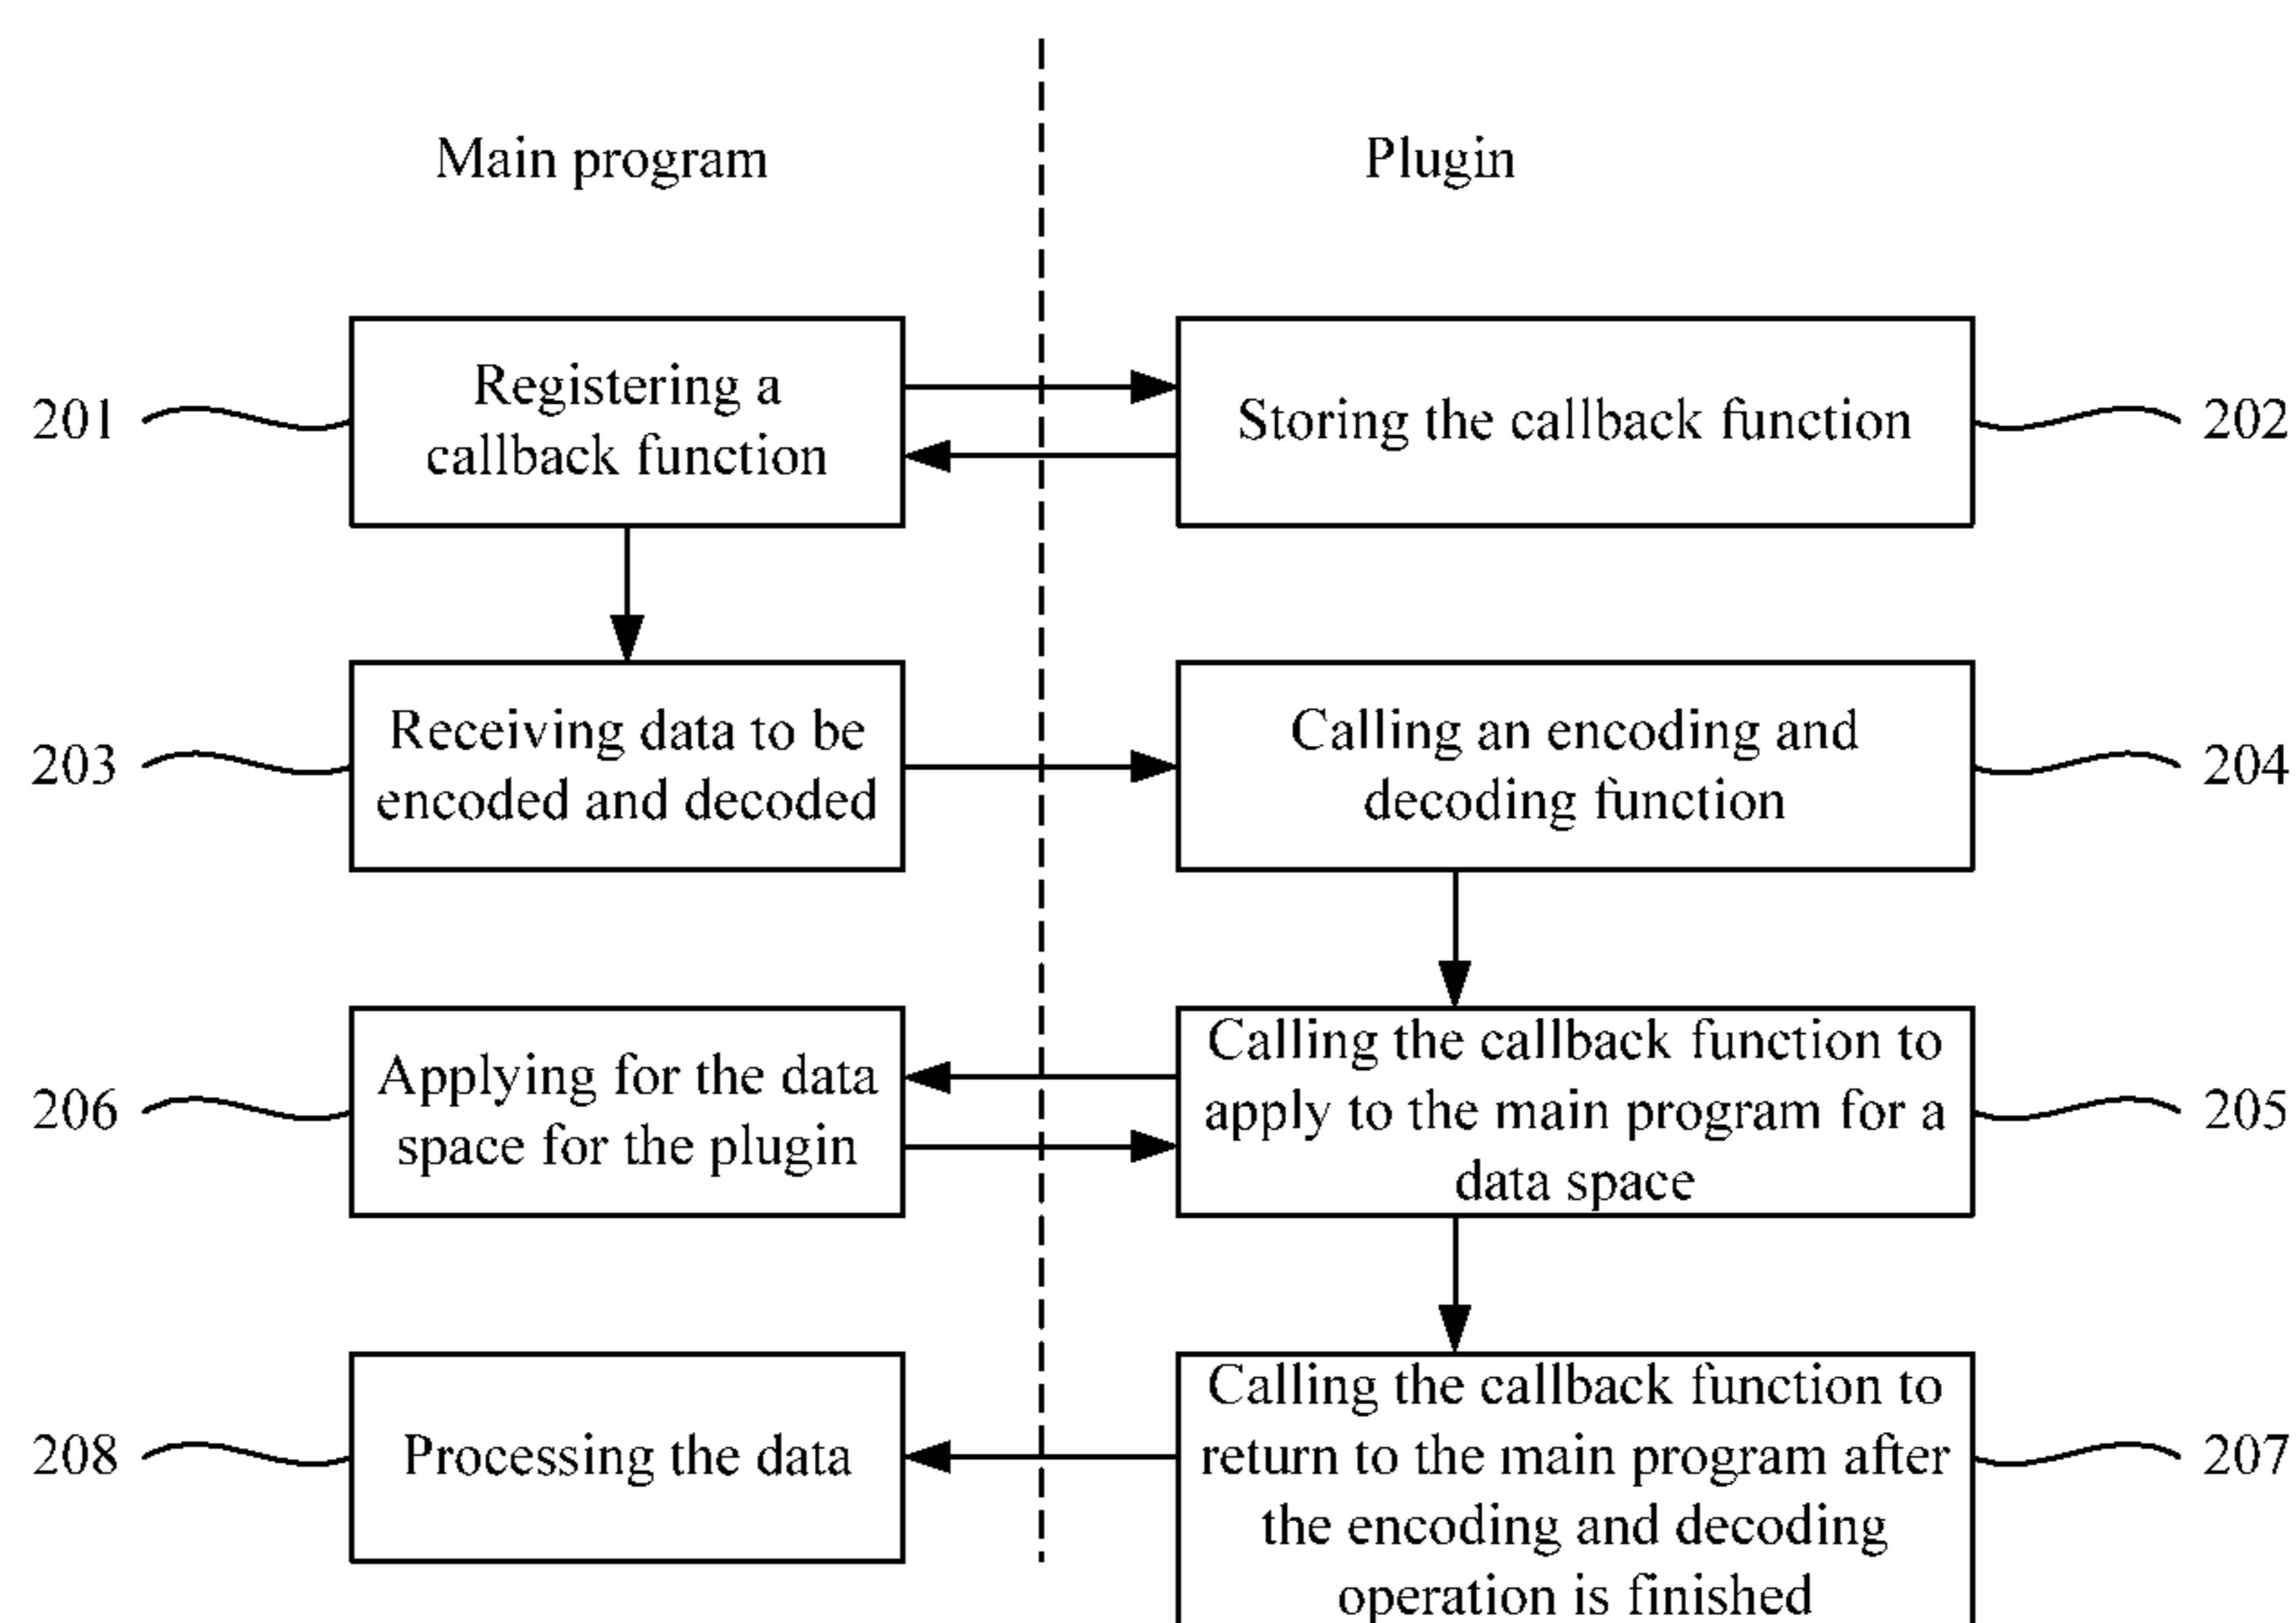 Main program
Plugin
201
Registering a
callback function
Storing the callback function
202
203
Receiving data to be
encoded and decoded
Calling an encoding and
decoding function
204
206
Applying for the data
space for the plugin
Calling the callback function to
apply to the main program for a
data space
205
208
Processing the data
Calling the callback function to
return to the main program after
the encoding and decoding
operation is finished
207